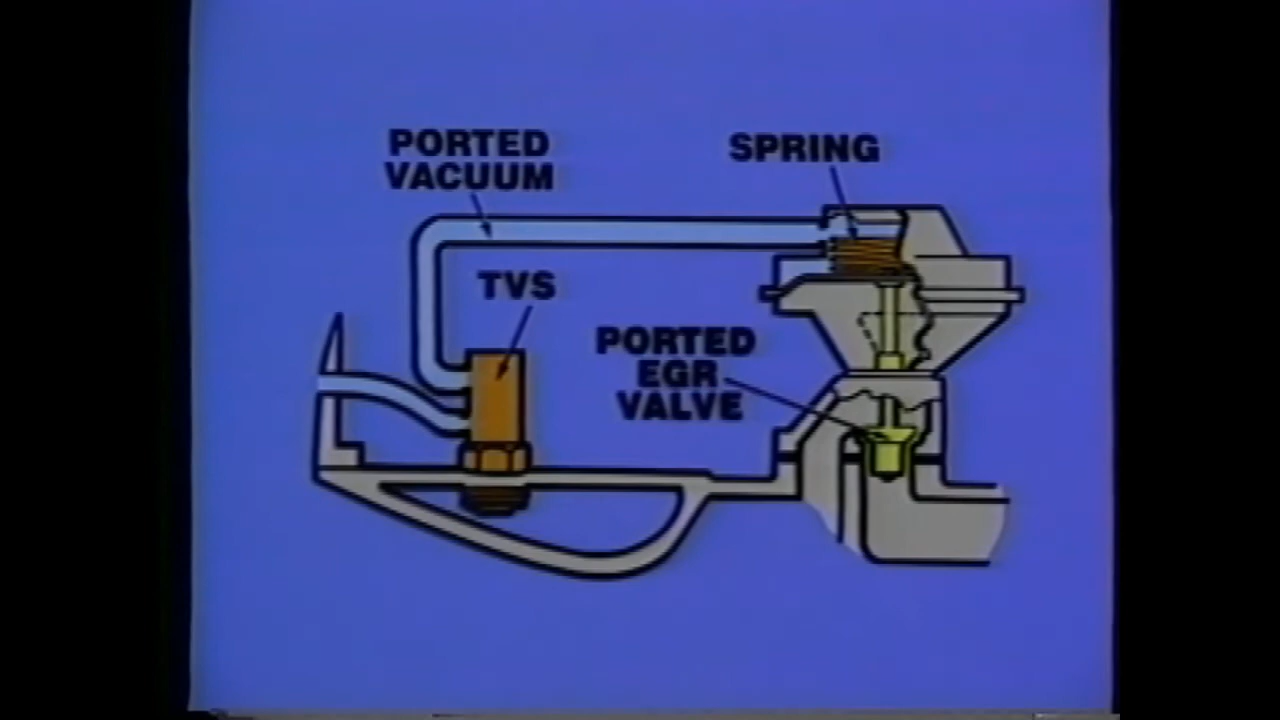 PORTED
VACUUM
SPRING
TVS
PORTED
EGR
VALVE